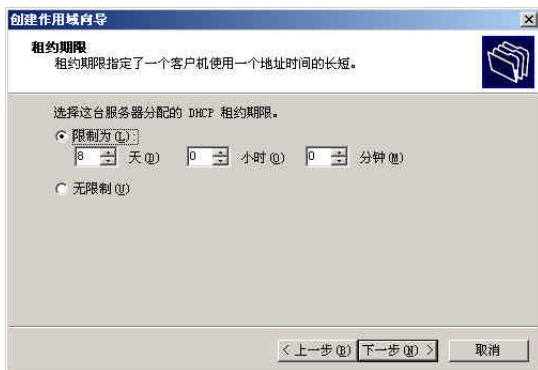 创建作用域向导
租约期限
租约期限指定了一个客户机使用一个地址时间的长短。
选择这台服务器分配的 DHCP 租约期限。
限制为(L):
8 天(D) 0 小时(O) 0 分钟(M)
无限制(U)
< 上一步(B) 下一步(N) > 取消